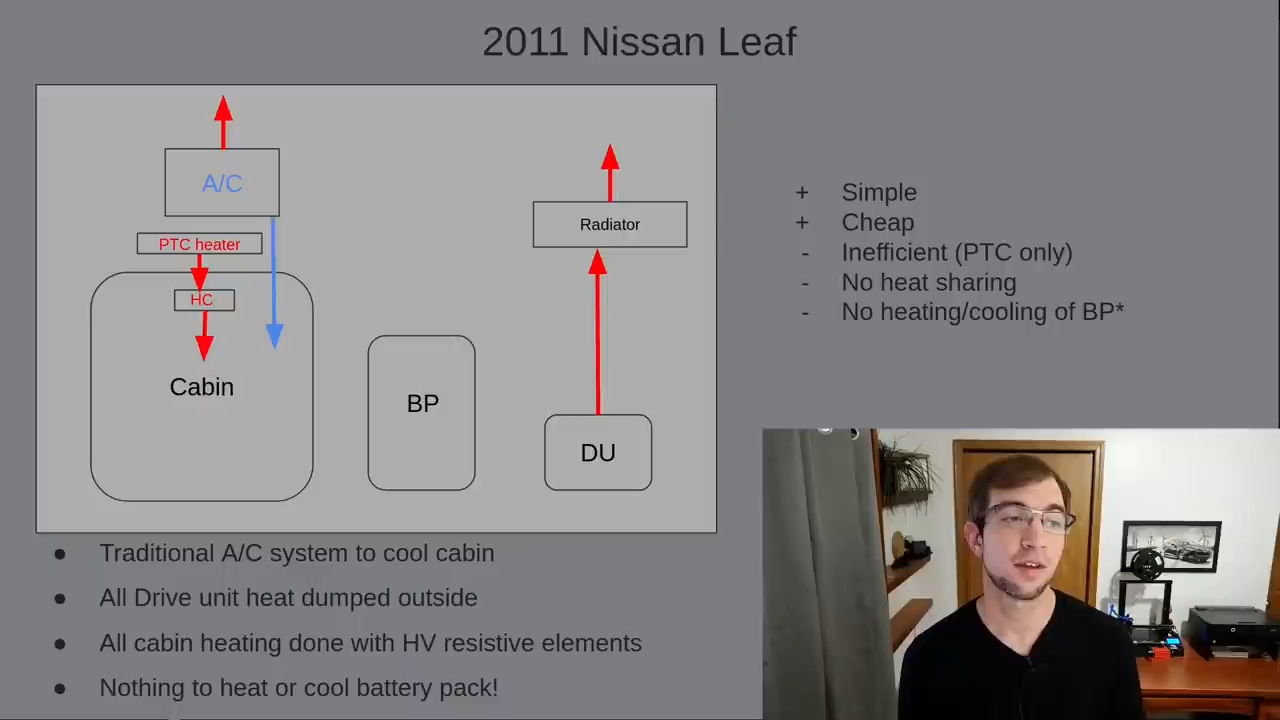 2011 Nissan Leaf
A/C
PTC heater
HC
Cabin
BP
Radiator
DU
+ Simple
+ Cheap
- Inefficient (PTC only)
- No heat sharing
- No heating/cooling of BP*
● Traditional A/C system to cool cabin
● All Drive unit heat dumped outside
● All cabin heating done with HV resistive elements
● Nothing to heat or cool battery pack!